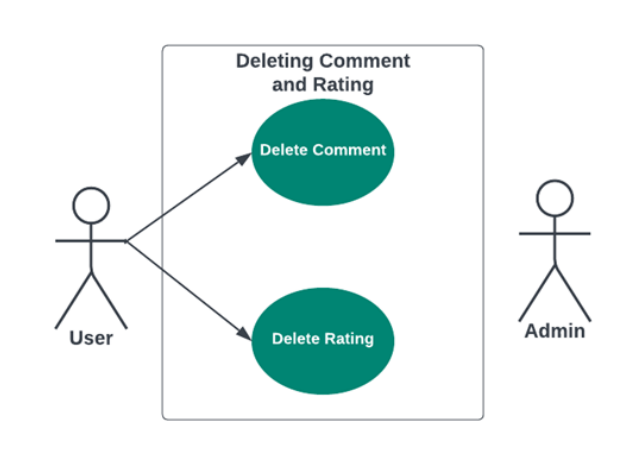 Deleting Comment
and Rating
Delete Comment
Delete Rating
User
Admin